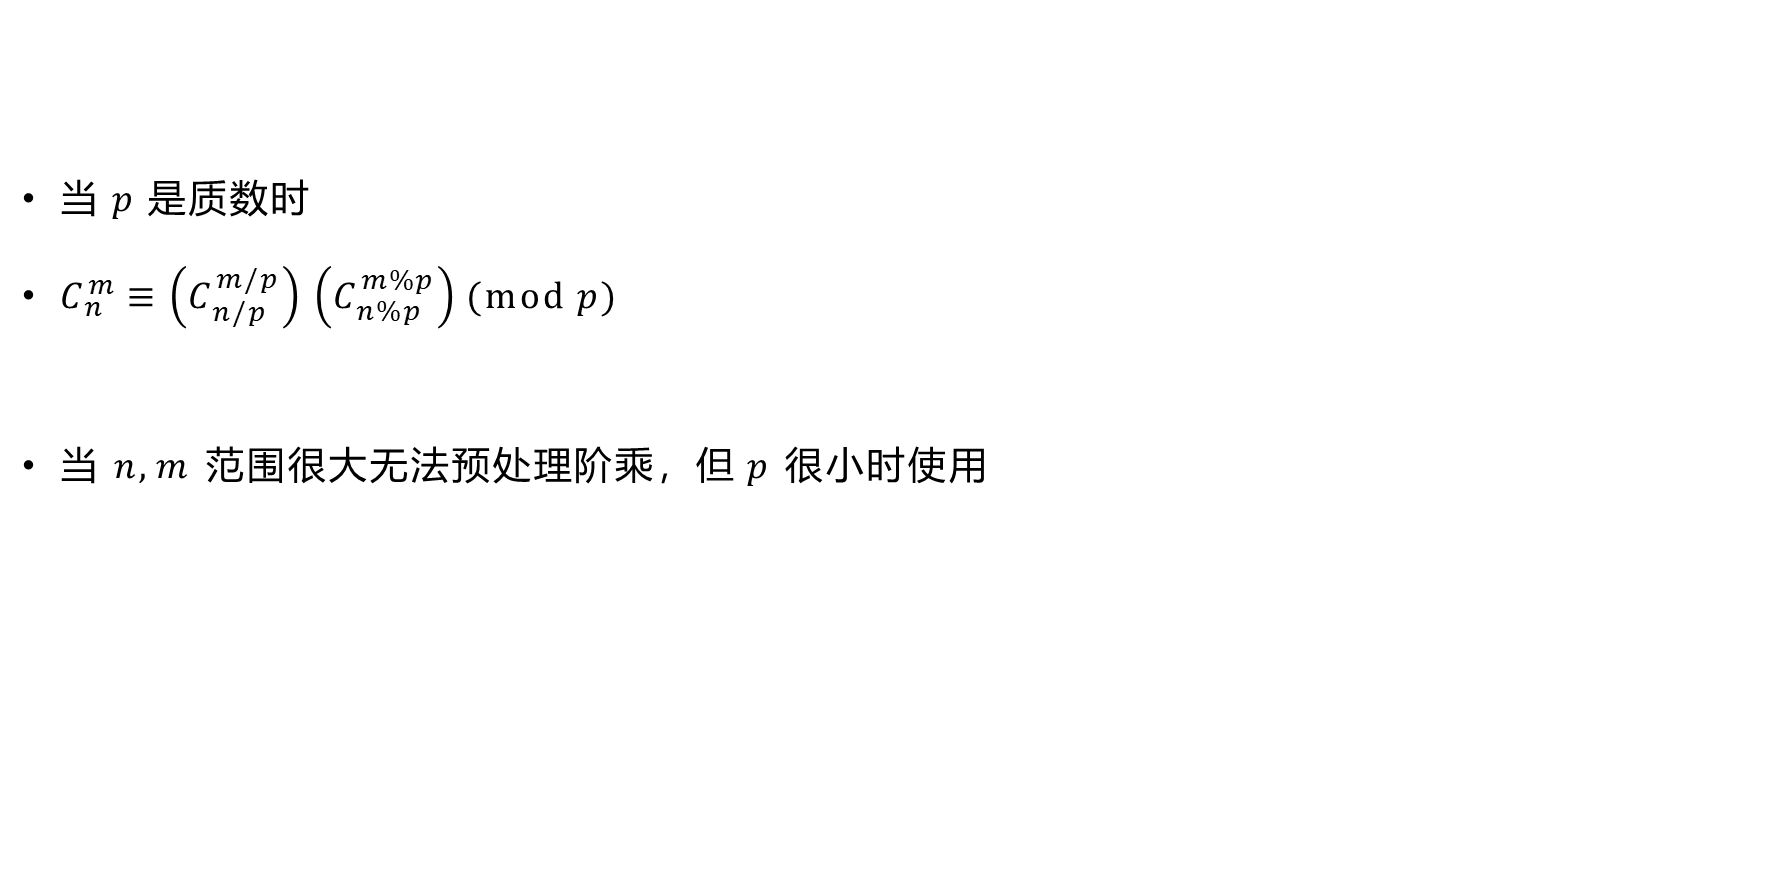 • 当 p 是质数时
• C_n^m ≡ (C_{n/p}^{m/p}) (C_{n%p}^{m%p}) (mod p)
• 当 n, m 范围很大无法预处理阶乘，但 p 很小时使用